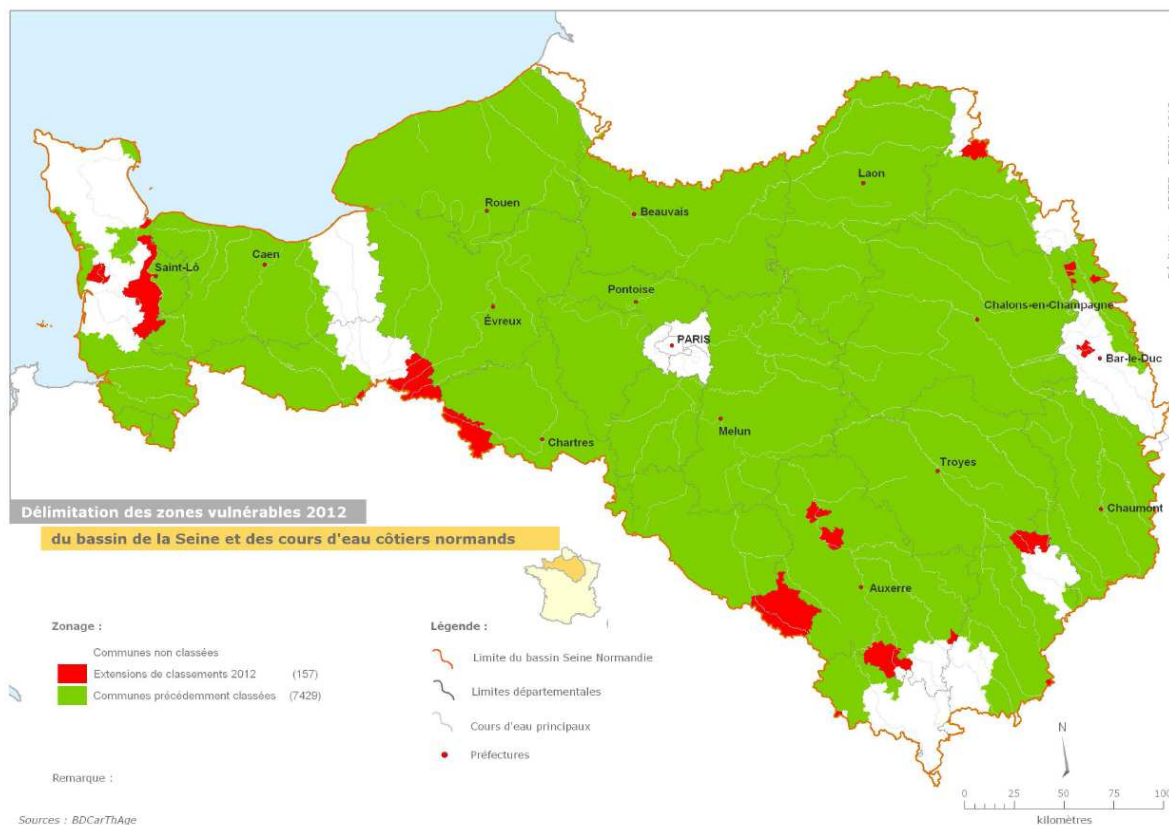 Laon
Rouen
Beauvais
Caen
Saint-Lô
Pontoise
Évreux
Chalons-en-Champagne
PARIS
Bar-le-Duc
Melun
Chartres
Troyes
Chaumont
Auxerre
Délimitation des zones vulnérables 2012
du bassin de la Seine et des cours d'eau côtiers normands
Zonage :
Communes non classées
Extensions de classements 2012 (157)
Communes précédemment classées (7429)
Remarque :
Légende :
Limite du bassin Seine Normandie
Limites départementales
Cours d'eau principaux
Préfectures
N
0 25 50 75 100
kilomètres
Sources : BDCarThAge